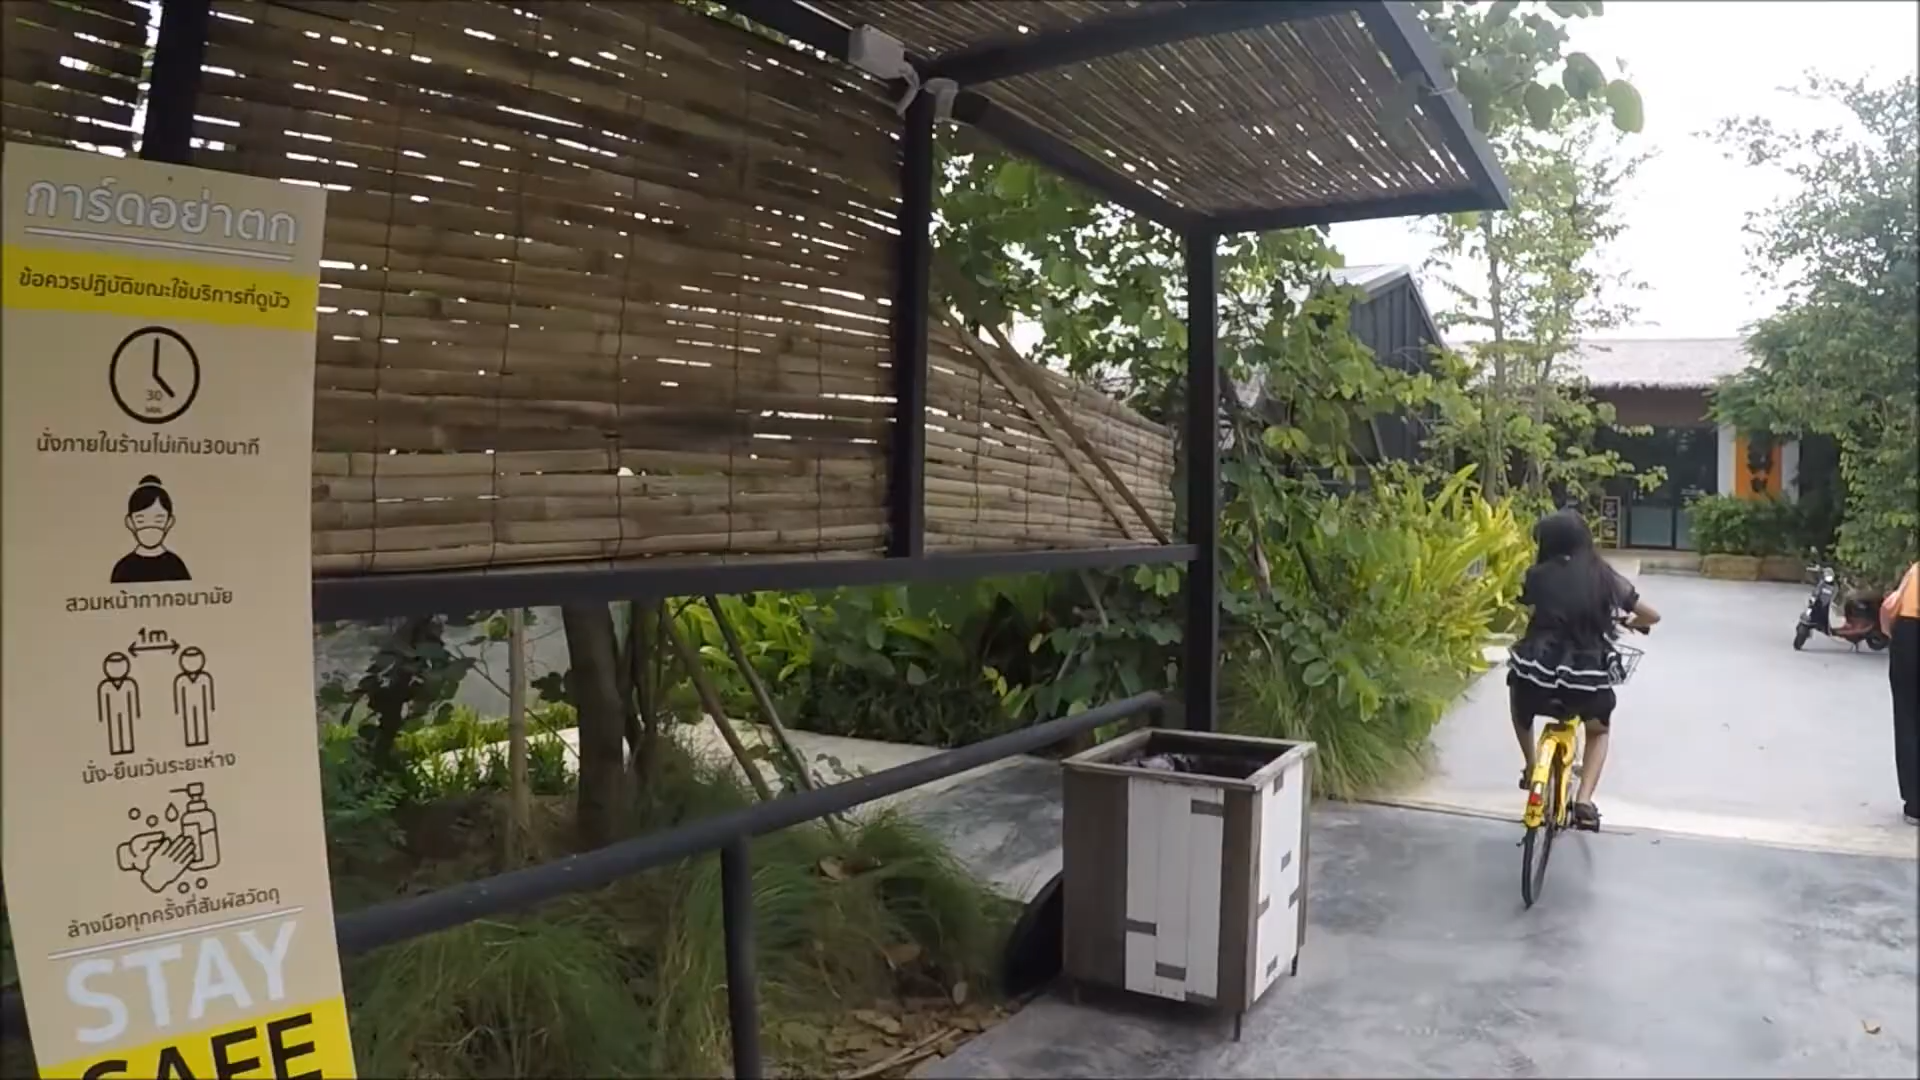 การ์ดอย่าตก
ข้อควรปฏิบัติขณะใช้บริการที่ดูบัว
30
นั่งภายในร้านไม่เกิน30นาที
สวมหน้ากากอนามัย
1m
นั่ง-ยืนเว้นระยะห่าง
ล้างมือทุกครั้งที่สัมผัสวัตถุ
STAY
SAFE